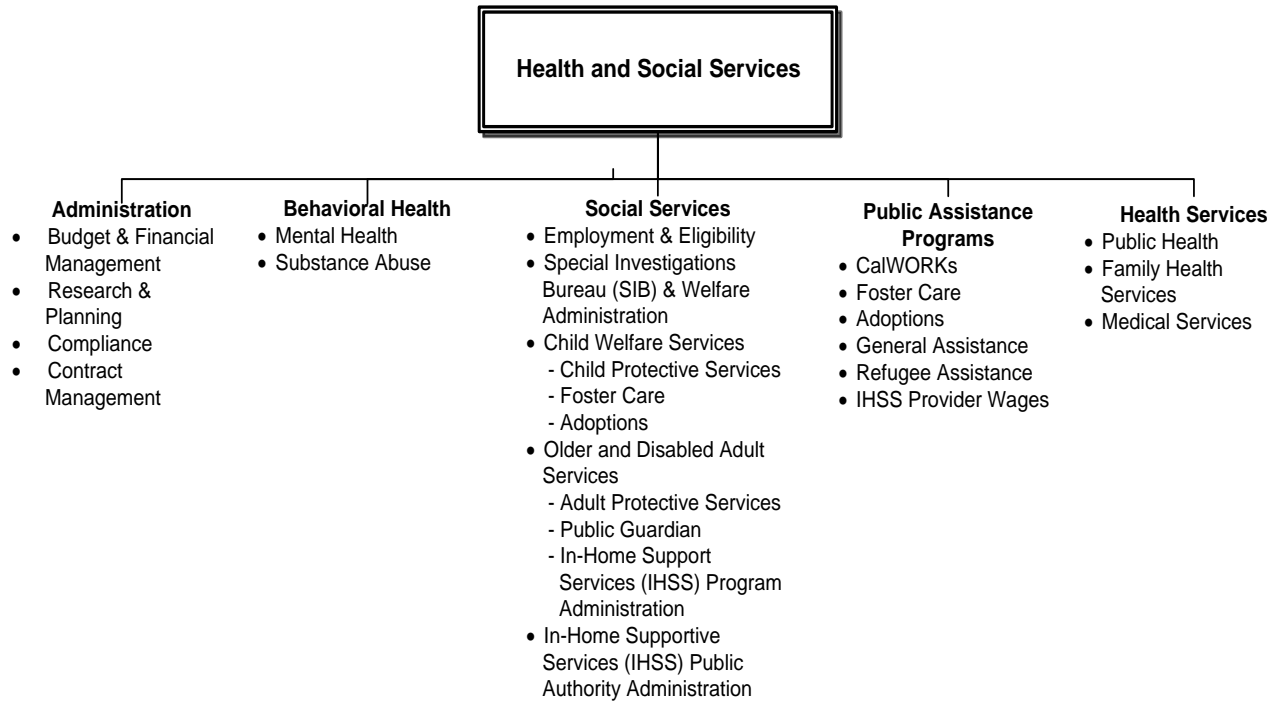 Health and Social Services
Administration
• Budget & Financial
Management
• Research &
Planning
• Compliance
• Contract
Management
Behavioral Health
• Mental Health
• Substance Abuse
Social Services
• Employment & Eligibility
• Special Investigations
Bureau (SIB) & Welfare
Administration
• Child Welfare Services
- Child Protective Services
- Foster Care
- Adoptions
• Older and Disabled Adult
Services
- Adult Protective Services
- Public Guardian
- In-Home Support
Services (IHSS) Program
Administration
• In-Home Supportive
Services (IHSS) Public
Authority Administration
Public Assistance
Programs
• CalWORKs
• Foster Care
• Adoptions
• General Assistance
• Refugee Assistance
• IHSS Provider Wages
Health Services
• Public Health
• Family Health
Services
• Medical Services